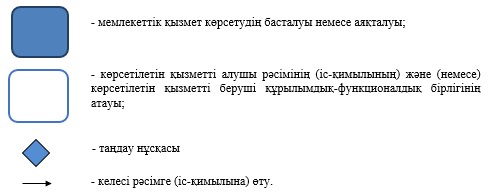 - мемлекеттік қызмет көрсетудің басталуы немесе аяқталуы;
- көрсетілетін қызметті алушы рәсімінің (іс-қимылының) және (немесе)
көрсетілетін қызметті беруші құрылымдық-функционалдық бірлігінің
атауы;
- таңдау нұсқасы
- келесі рәсімге (іс-қимылына) өту.